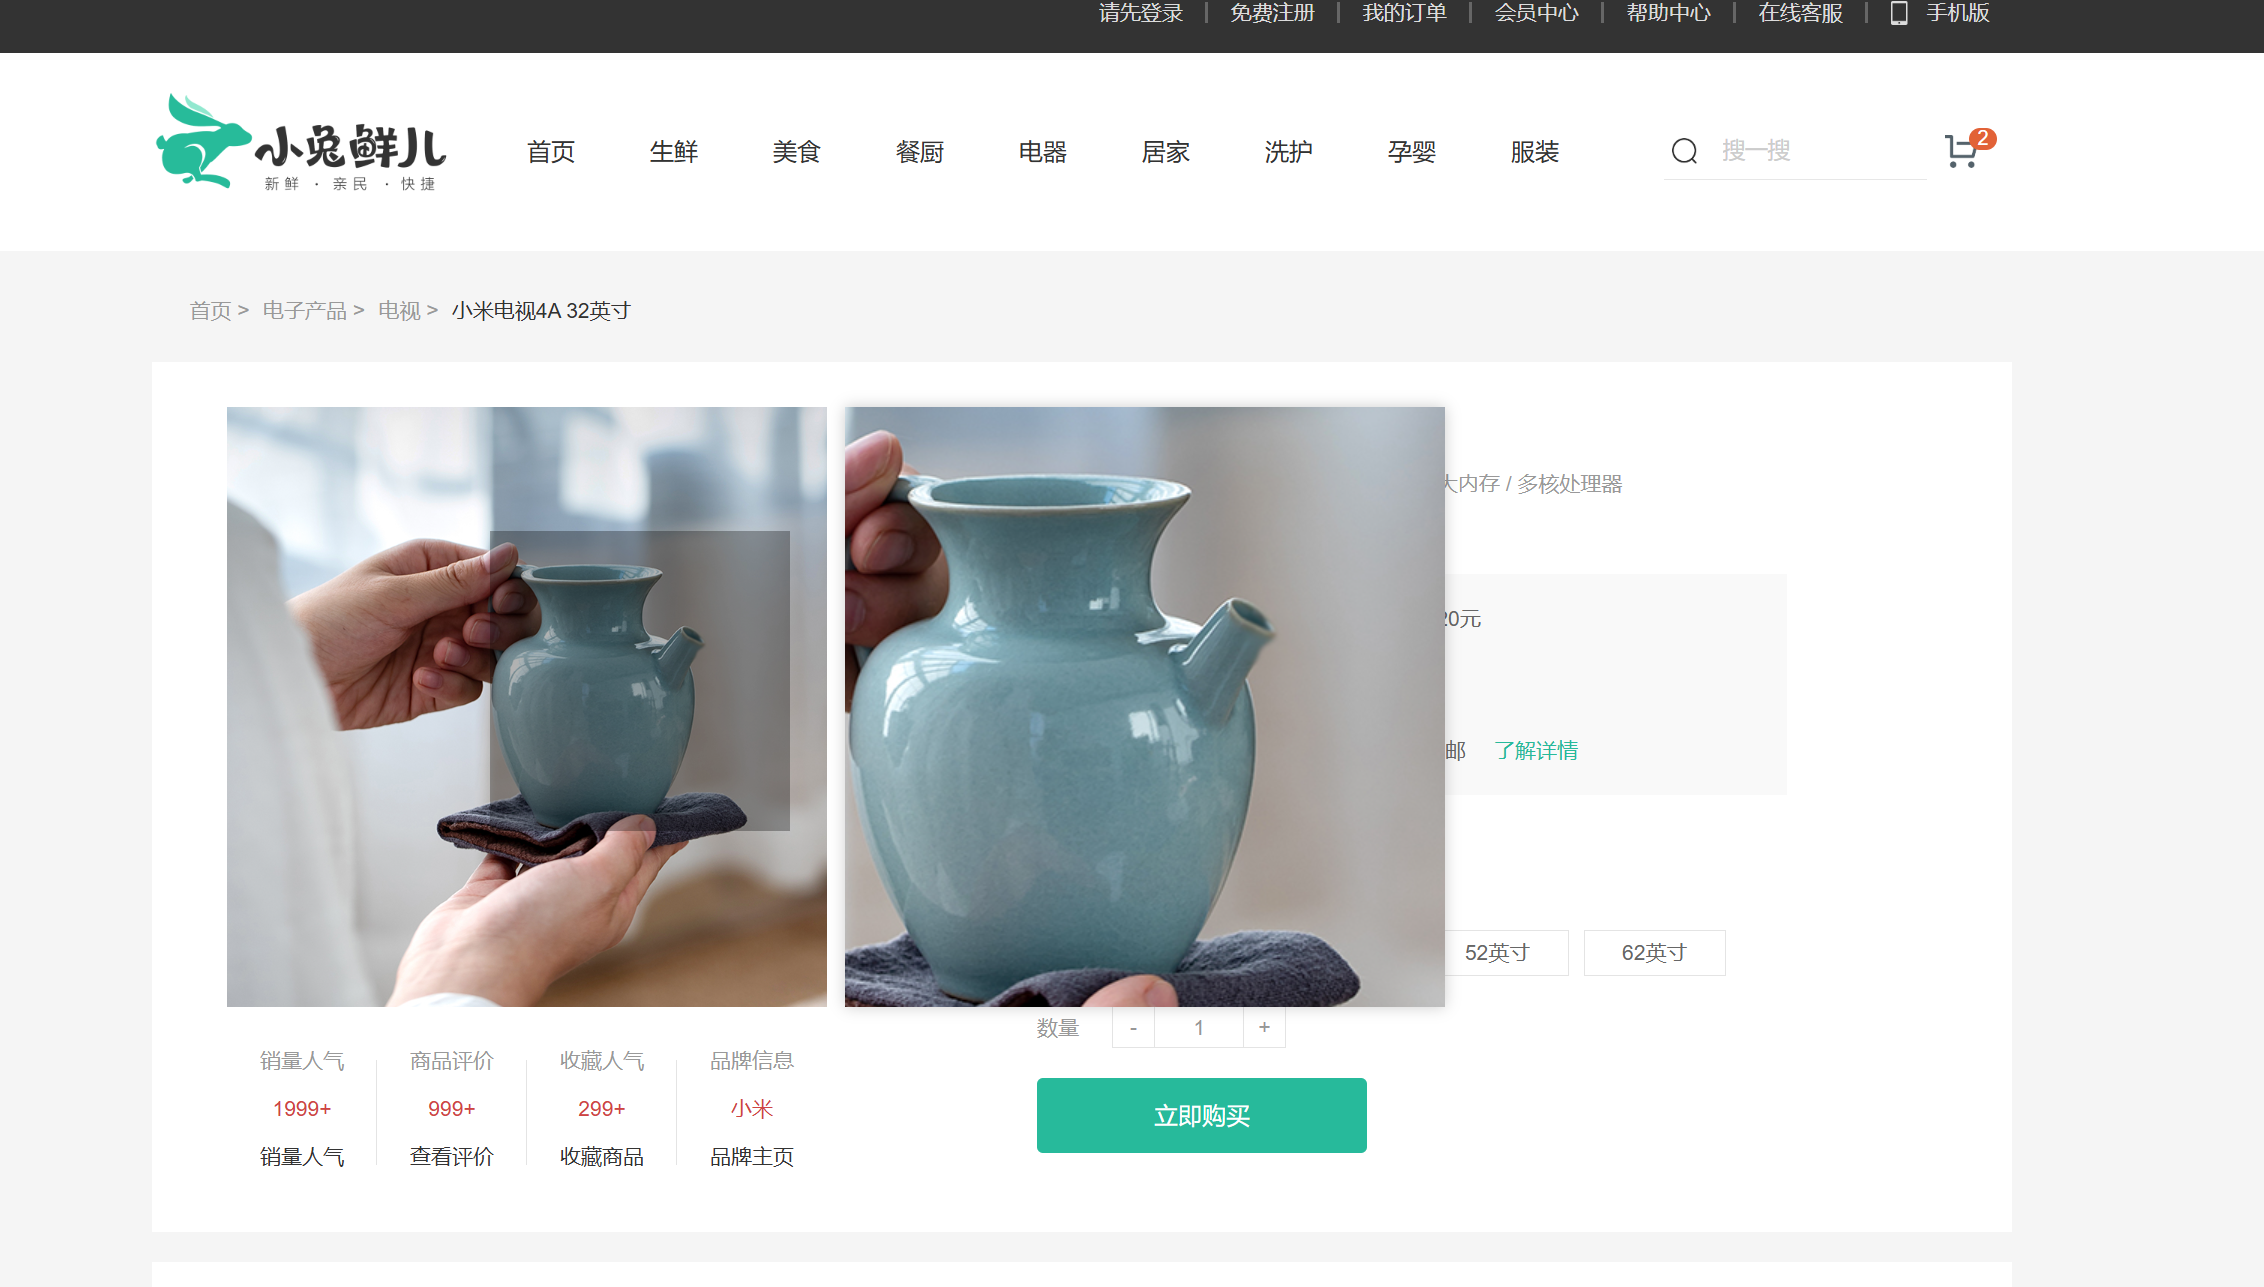 请先登录 | 免费注册 | 我的订单 | 会员中心 | 帮助中心 | 在线客服 | 手机版
小兔鲜儿
新鲜 · 亲民 · 快捷
首页 生鲜 美食 餐厨 电器 居家 洗护 孕婴 服装 搜一搜 2
首页 > 电子产品 > 电视 > 小米电视4A 32英寸
内存 / 多核处理器
0元
邮 了解详情
52英寸 62英寸
数量 - 1 +
销量人气 商品评价 收藏人气 品牌信息
1999+ 999+ 299+ 小米
销量人气 查看评价 收藏商品 品牌主页
立即购买